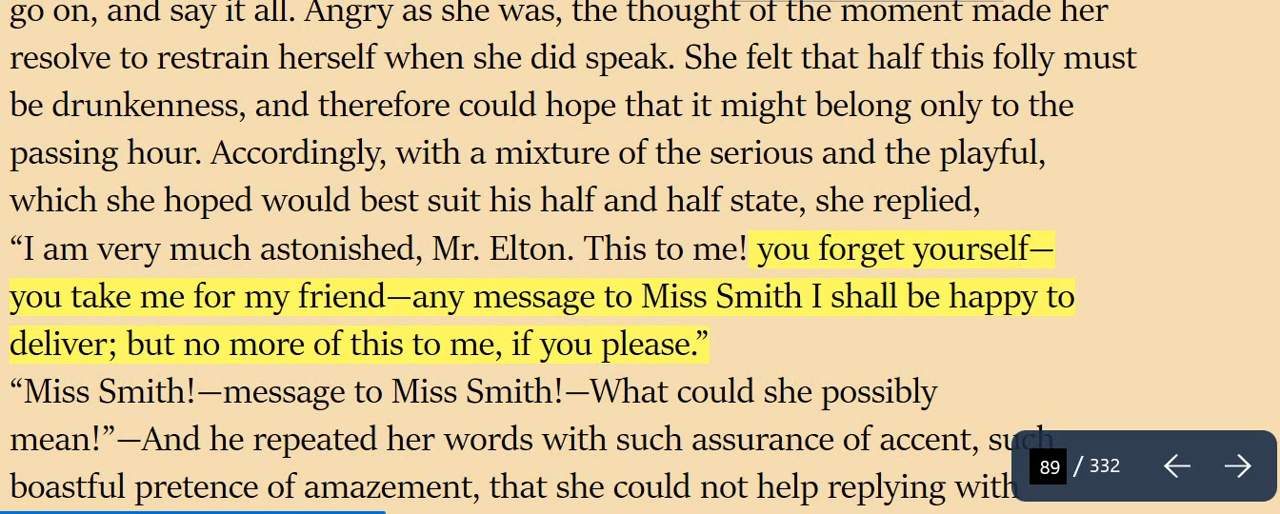 go on, and say it all. Angry as she was, the thought of the moment made her
resolve to restrain herself when she did speak. She felt that half this folly must
be drunkenness, and therefore could hope that it might belong only to the
passing hour. Accordingly, with a mixture of the serious and the playful,
which she hoped would best suit his half and half state, she replied,
“I am very much astonished, Mr. Elton. This to me! you forget yourself—
you take me for my friend—any message to Miss Smith I shall be happy to
deliver; but no more of this to me, if you please.”
“Miss Smith!—message to Miss Smith!—What could she possibly
mean!”—And he repeated her words with such assurance of accent, such
boastful pretence of amazement, that she could not help replying with
89 / 332